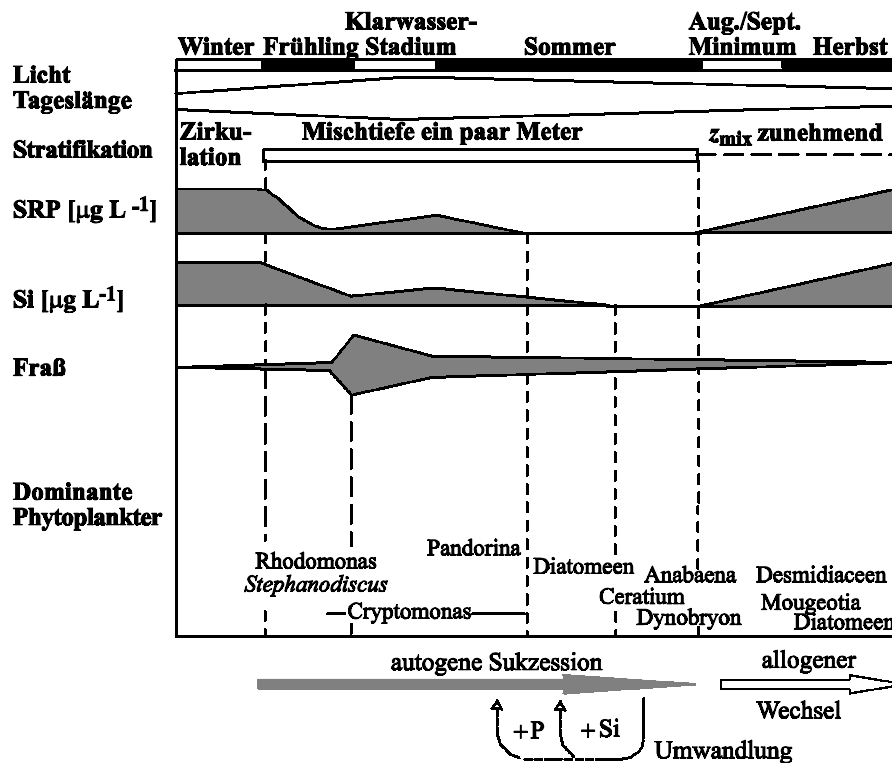 Klarwasser-
Aug./Sept.
Winter Frühling Stadium Sommer Minimum Herbst
Licht
Tageslänge
Zirku-
lation
Mischtiefe ein paar Meter
z_mix zunehmend
Stratifikation
SRP [µg L -1]
Si [µg L-1]
Fraß
Dominante
Phytoplankter
Rhodomonas
Stephanodiscus
Cryptomonas
Pandorina
Diatomeen
Ceratium
Anabaena
Dynobryon
Desmidiaceen
Mougeotia
Diatomeen
autogene Sukzession
allogener
Wechsel
+P
+Si
Umwandlung